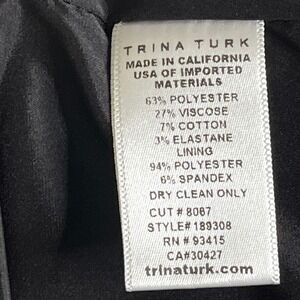 TRINA TURK
MADE IN CALIFORNIA
USA OF IMPORTED
MATERIALS
63% POLYESTER
27% VISCOSE
7% COTTON
3% ELASTANE
LINING
94% POLYESTER
6% SPANDEX
DRY CLEAN ONLY
CUT # 8067
STYLE# 189308
RN # 93415
CA#30427
trinaturk.com